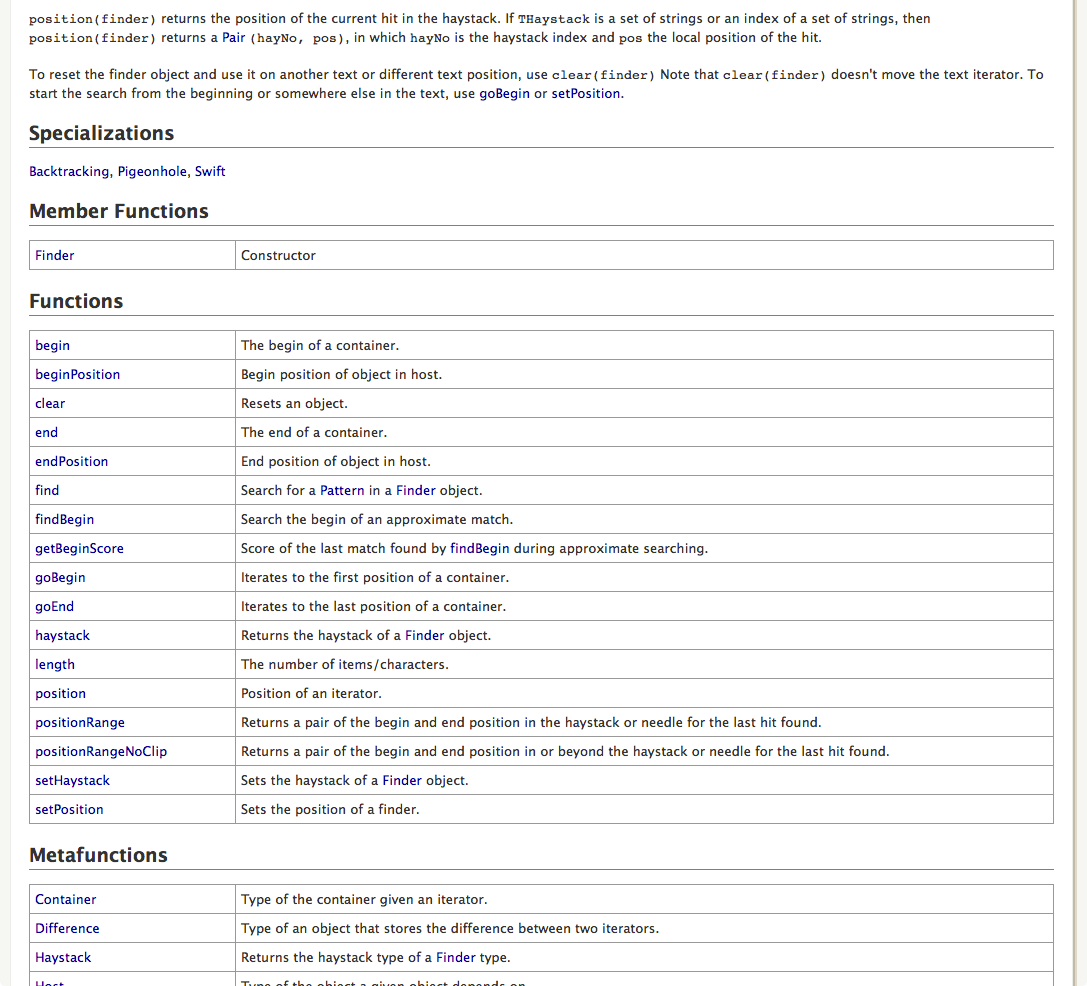 position(finder) returns the position of the current hit in the haystack. If THaystack is a set of strings or an index of a set of strings, then
position(finder) returns a Pair (hayNo, pos), in which hayNo is the haystack index and pos the local position of the hit.
To reset the finder object and use it on another text or different text position, use clear(finder) Note that clear(finder) doesn't move the text iterator. To
start the search from the beginning or somewhere else in the text, use goBegin or setPosition.
Specializations
Backtracking, Pigeonhole, Swift
Member Functions
Finder Constructor
Functions
begin The begin of a container.
beginPosition Begin position of object in host.
clear Resets an object.
end The end of a container.
endPosition End position of object in host.
find Search for a Pattern in a Finder object.
findBegin Search the begin of an approximate match.
getBeginScore Score of the last match found by findBegin during approximate searching.
goBegin Iterates to the first position of a container.
goEnd Iterates to the last position of a container.
haystack Returns the haystack of a Finder object.
length The number of items/characters.
position Position of an iterator.
positionRange Returns a pair of the begin and end position in the haystack or needle for the last hit found.
positionRangeNoClip Returns a pair of the begin and end position in or beyond the haystack or needle for the last hit found.
setHaystack Sets the haystack of a Finder object.
setPosition Sets the position of a finder.
Metafunctions
Container Type of the container given an iterator.
Difference Type of an object that stores the difference between two iterators.
Haystack Returns the haystack type of a Finder type.
Host Type of the object a given object depends on.